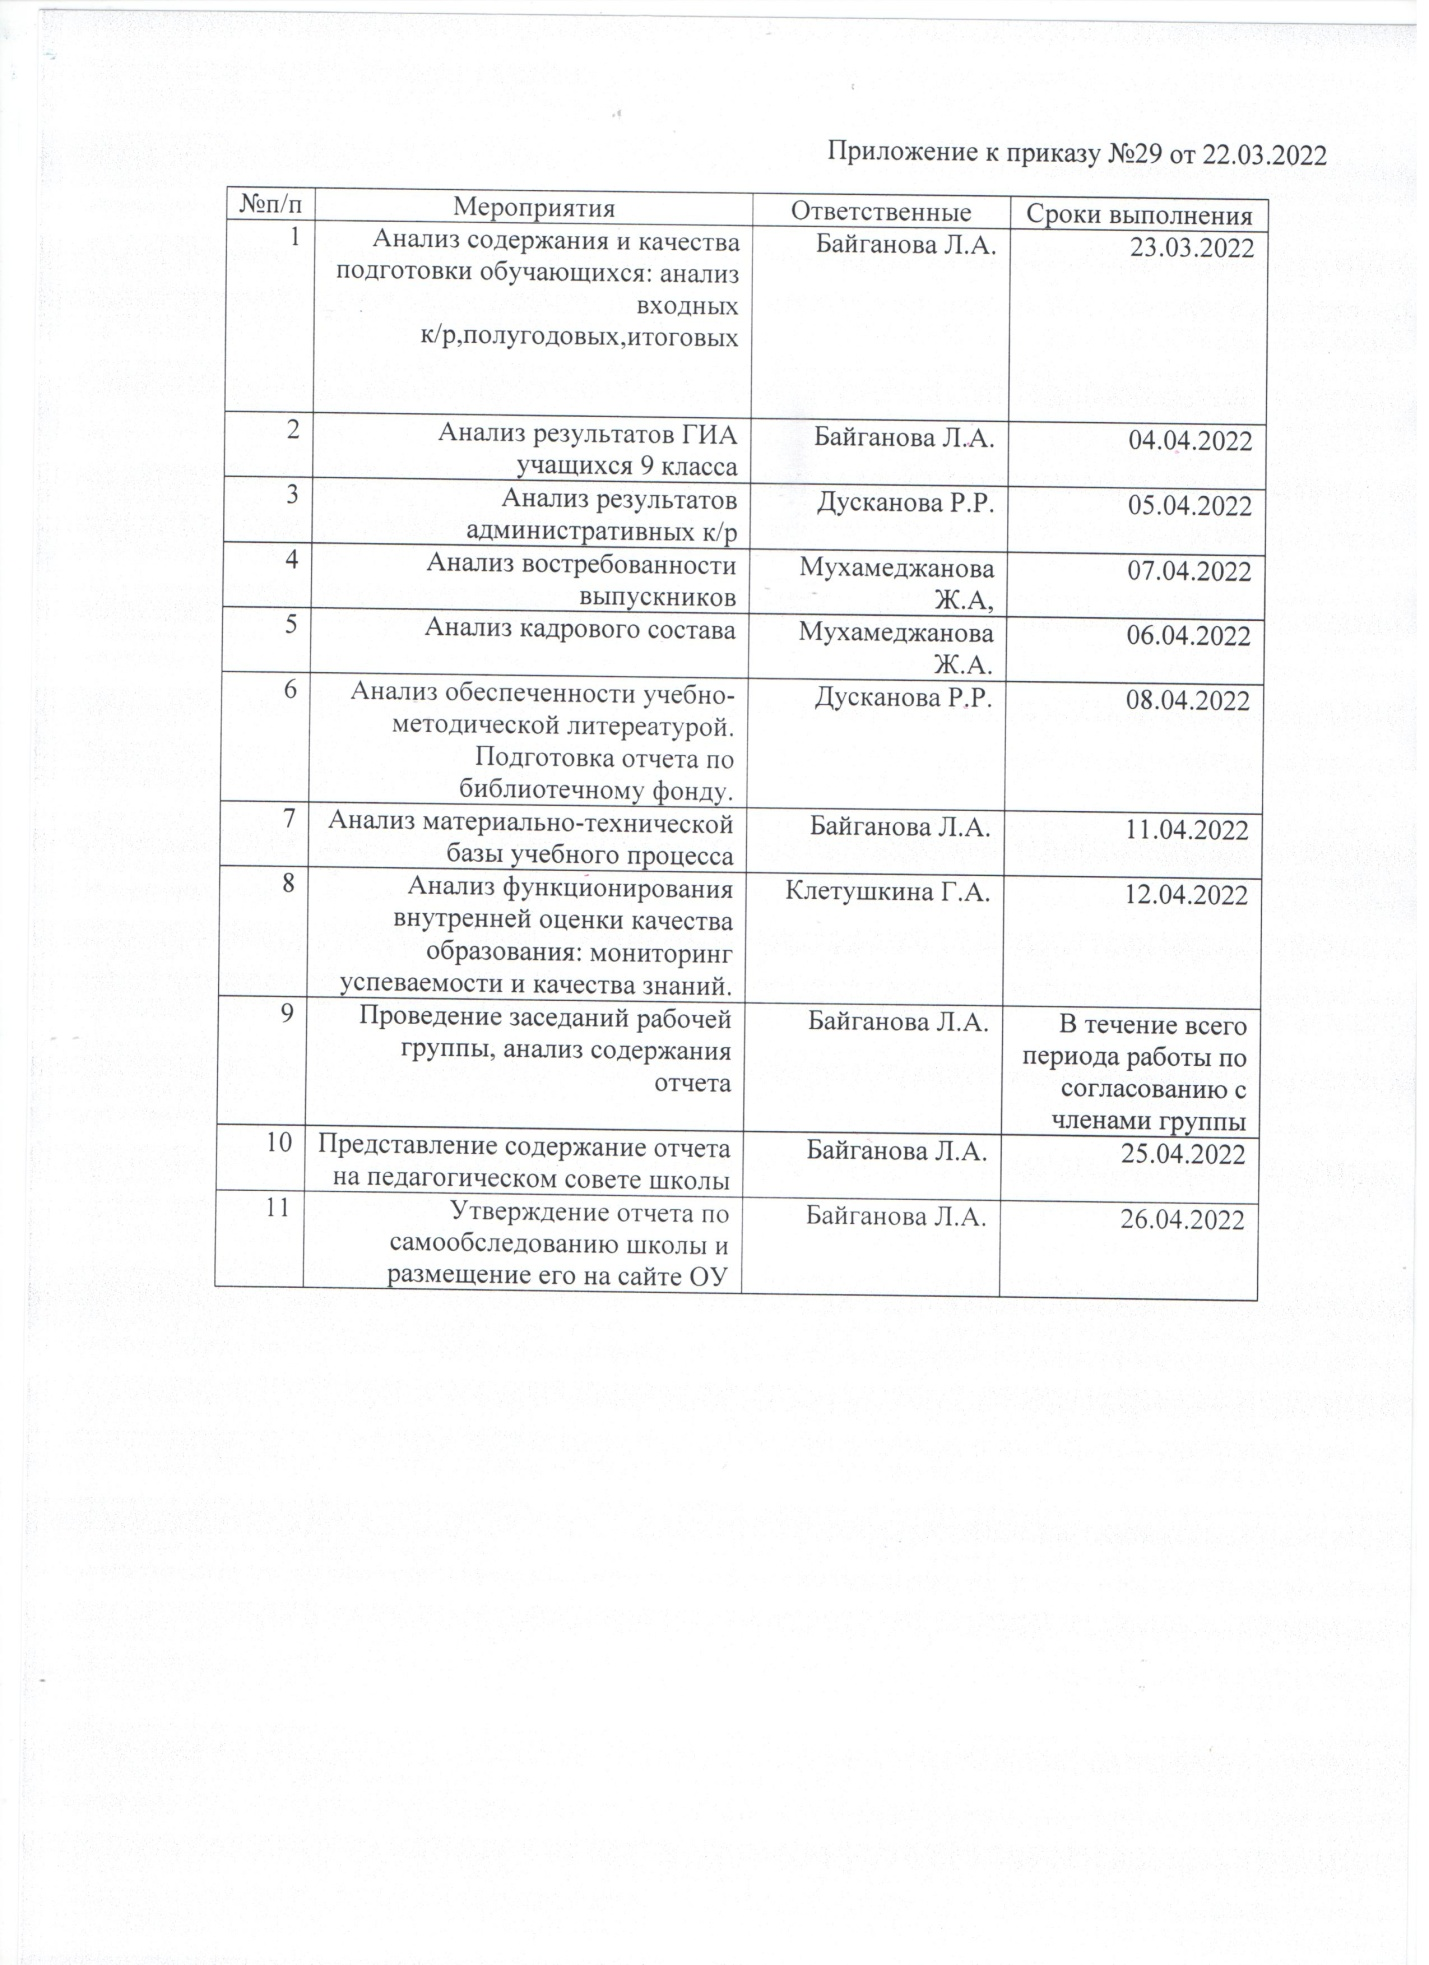 Приложение к приказу №29 от 22.03.2022
№п/п Мероприятия Ответственные Сроки выполнения
1 Анализ содержания и качества Байганова Л.А. 23.03.2022
подготовки обучающихся: анализ
входных
к/р,полугодовых,итоговых
2 Анализ результатов ГИА Байганова Л.А. 04.04.2022
учащихся 9 класса
3 Анализ результатов Дусканова Р.Р. 05.04.2022
административных к/р
4 Анализ востребованности Мухамеджанова 07.04.2022
выпускников Ж.А,
5 Анализ кадрового состава Мухамеджанова 06.04.2022
Ж.А.
6 Анализ обеспеченности учебно- Дусканова Р.Р. 08.04.2022
методической литереатурой.
Подготовка отчета по
библиотечному фонду.
7 Анализ материально-технической Байганова Л.А. 11.04.2022
базы учебного процесса
8 Анализ функционирования Клетушкина Г.А. 12.04.2022
внутренней оценки качества
образования: мониторинг
успеваемости и качества знаний.
9 Проведение заседаний рабочей Байганова Л.А. В течение всего
группы, анализ содержания периода работы по
отчета согласованию с
членами группы
10 Представление содержание отчета Байганова Л.А. 25.04.2022
на педагогическом совете школы
11 Утверждение отчета по Байганова Л.А. 26.04.2022
самообследованию школы и
размещение его на сайте ОУ